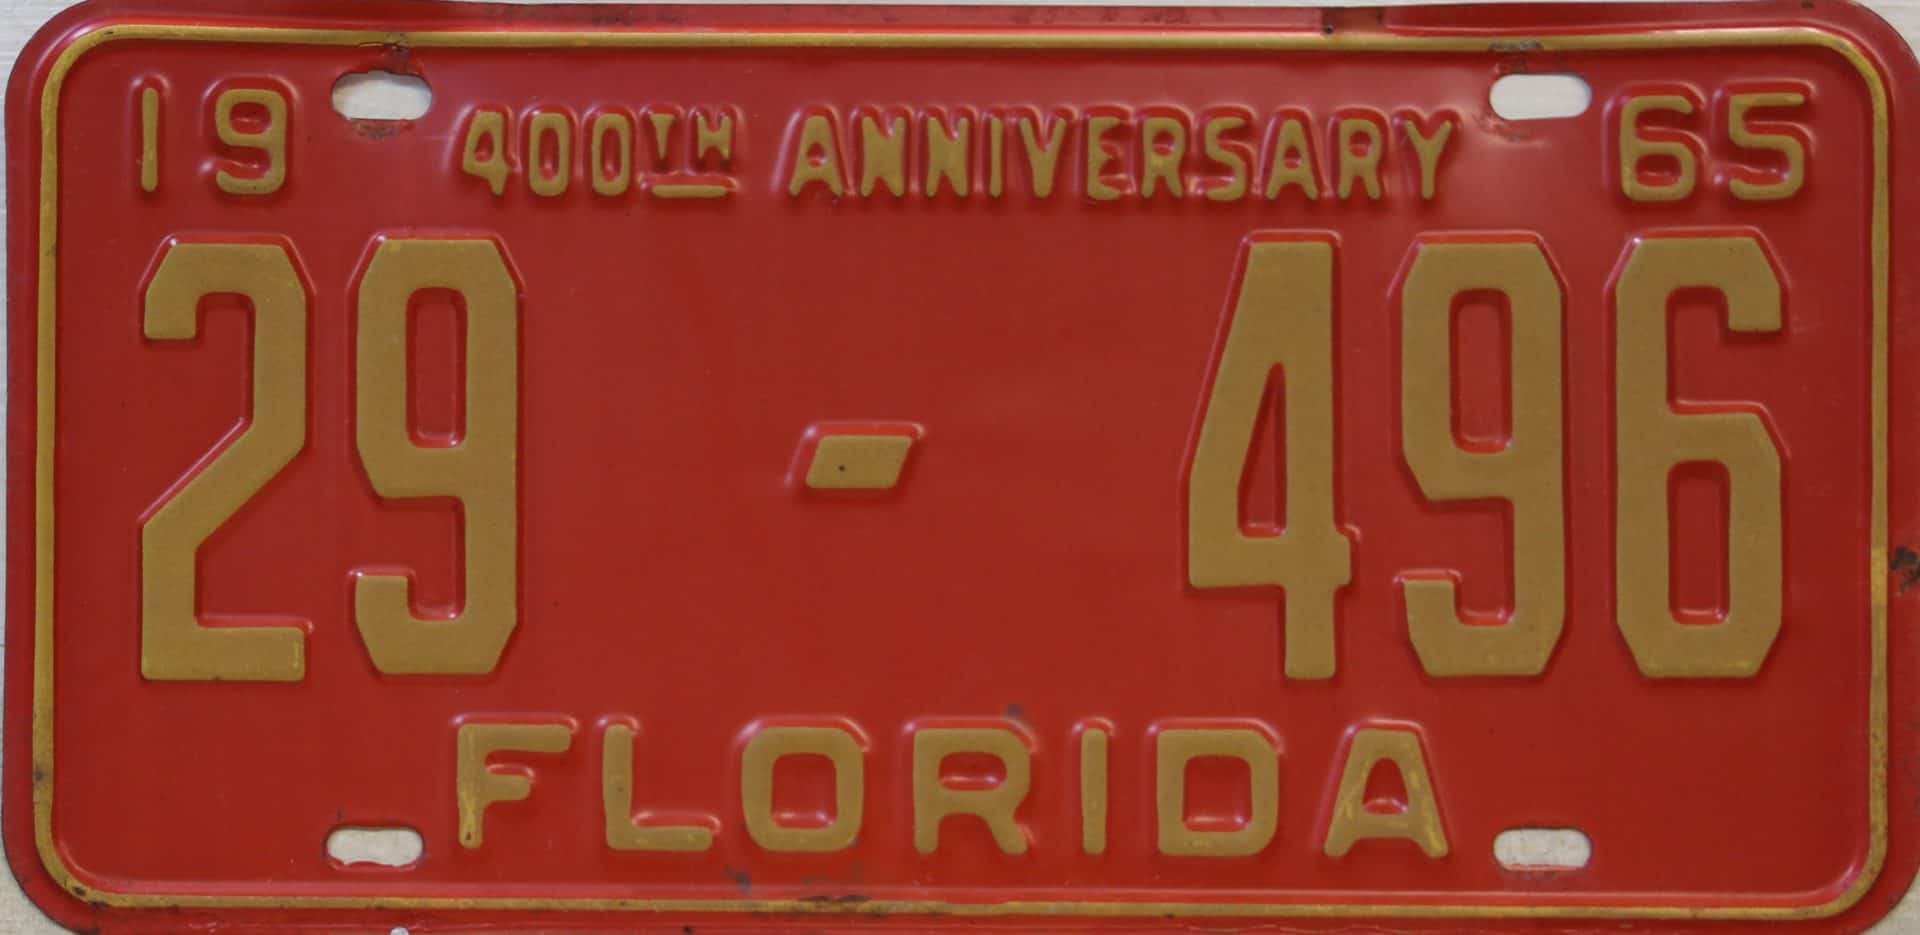 19 400TH ANNIVERSARY 65
29 - 496
FLORIDA